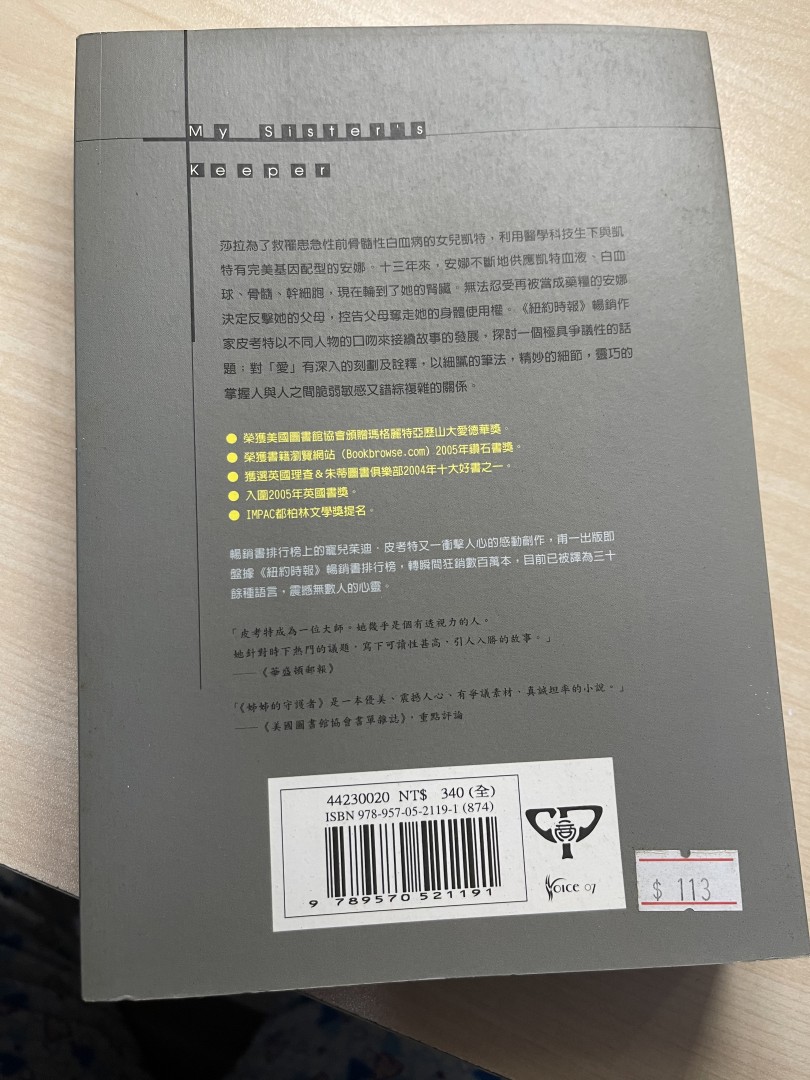 My Sister's
Keeper
莎拉為了救罹患急性前骨髓性白血病的女兒凱特，利用醫學科技生下與凱
特有完美基因配型的安娜。十三年來，安娜不斷地供應凱特血液、白血
球、骨髓、幹細胞，現在輪到了她的腎臟。無法忍受再被當成藥糧的安娜
決定反擊她的父母，控告父母奪走她的身體使用權。《紐約時報》暢銷作
家皮考特以不同人物的口吻來接續故事的發展，探討一個極具爭議性的話
題；對「愛」有深入的刻劃及詮釋，以細膩的筆法，精妙的細節，靈巧的
掌握人與人之間脆弱敏感又錯綜複雜的關係。
● 榮獲美國圖書館協會頒贈瑪格麗特亞歷山大愛德華獎。
● 榮獲書籍瀏覽網站（Bookbrowse.com）2005年鑽石書獎。
● 獲選英國理查＆朱蒂圖書俱樂部2004年十大好書之一。
● 入圍2005年英國書獎。
● IMPAC都柏林文學獎提名。
暢銷書排行榜上的寵兒茱迪．皮考特又一衝擊人心的感動創作，甫一出版即
盤據《紐約時報》暢銷書排行榜，轉瞬間狂銷數百萬本，目前已被譯為三十
餘種語言，震撼無數人的心靈。
「皮考特成為一位大師，她幾乎是個有透視力的人。
她針對時下熱門的議題，寫下可讀性甚高，引人入勝的故事。」
——《華盛頓郵報》
「《姊姊的守護者》是一本優美、震撼人心、有爭議素材、真誠坦率的小說。」
——《美國圖書館協會書單雜誌》，重點評論
44230020 NT$ 340 (全)
ISBN 978-957-05-2119-1 (874)
9 789570 521191
商
Voice 07
$ 113